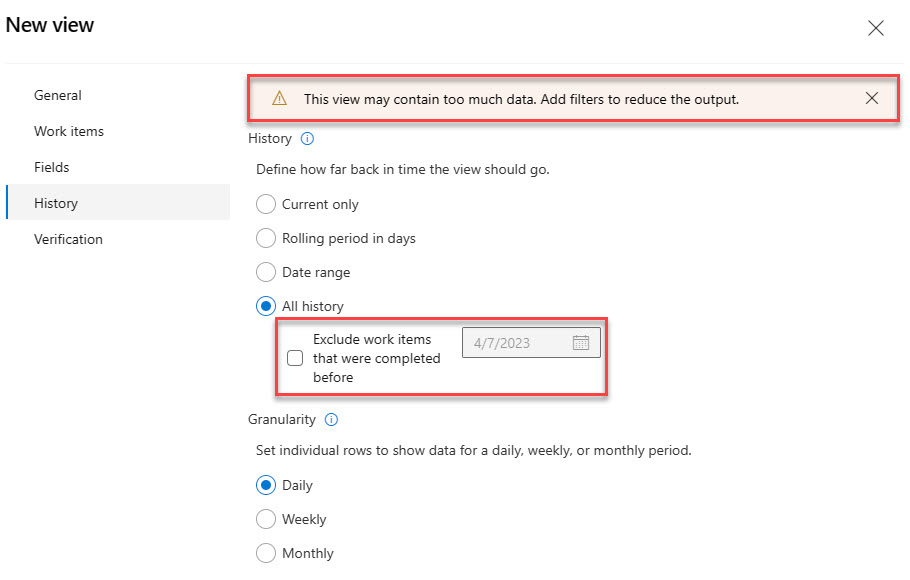 New view
General
Work items
Fields
History
Verification
This view may contain too much data. Add filters to reduce the output.
History
Define how far back in time the view should go.
Current only
Rolling period in days
Date range
All history
Exclude work items
that were completed
before
4/7/2023
Granularity
Set individual rows to show data for a daily, weekly, or monthly period.
Daily
Weekly
Monthly